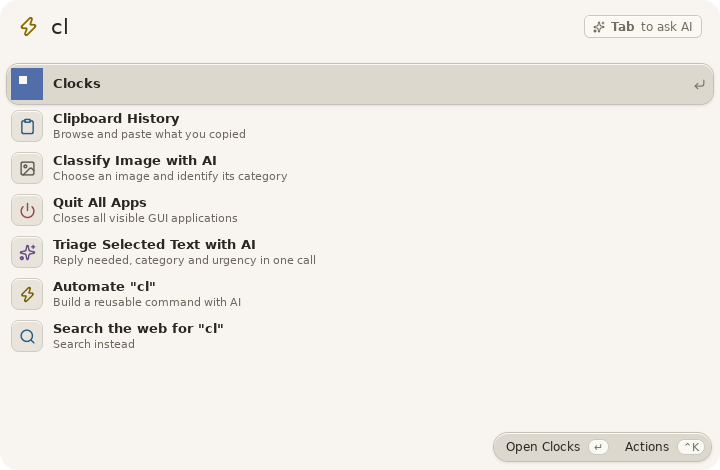 cl
Tab to ask AI
Clocks
Clipboard History
Browse and paste what you copied
Classify Image with AI
Choose an image and identify its category
Quit All Apps
Closes all visible GUI applications
Triage Selected Text with AI
Reply needed, category and urgency in one call
Automate "cl"
Build a reusable command with AI
Search the web for "cl"
Search instead
Open Clocks ↵ Actions ^K